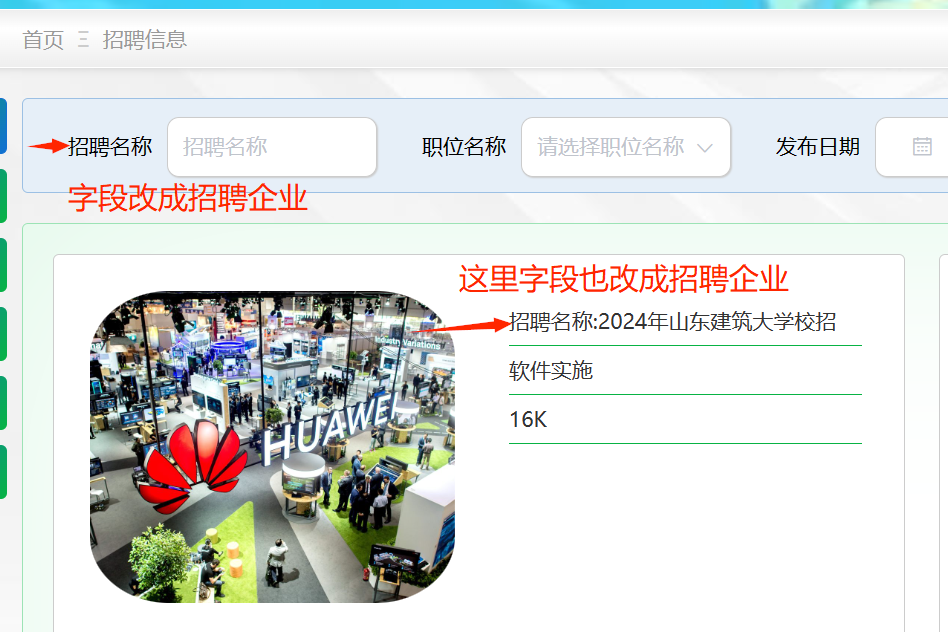 首页 三 招聘信息
招聘名称 招聘名称 职位名称 请选择职位名称 发布日期
字段改成招聘企业
这里字段也改成招聘企业
招聘名称:2024年山东建筑大学校招
软件实施
16K
Industry Variations
HUAWEI